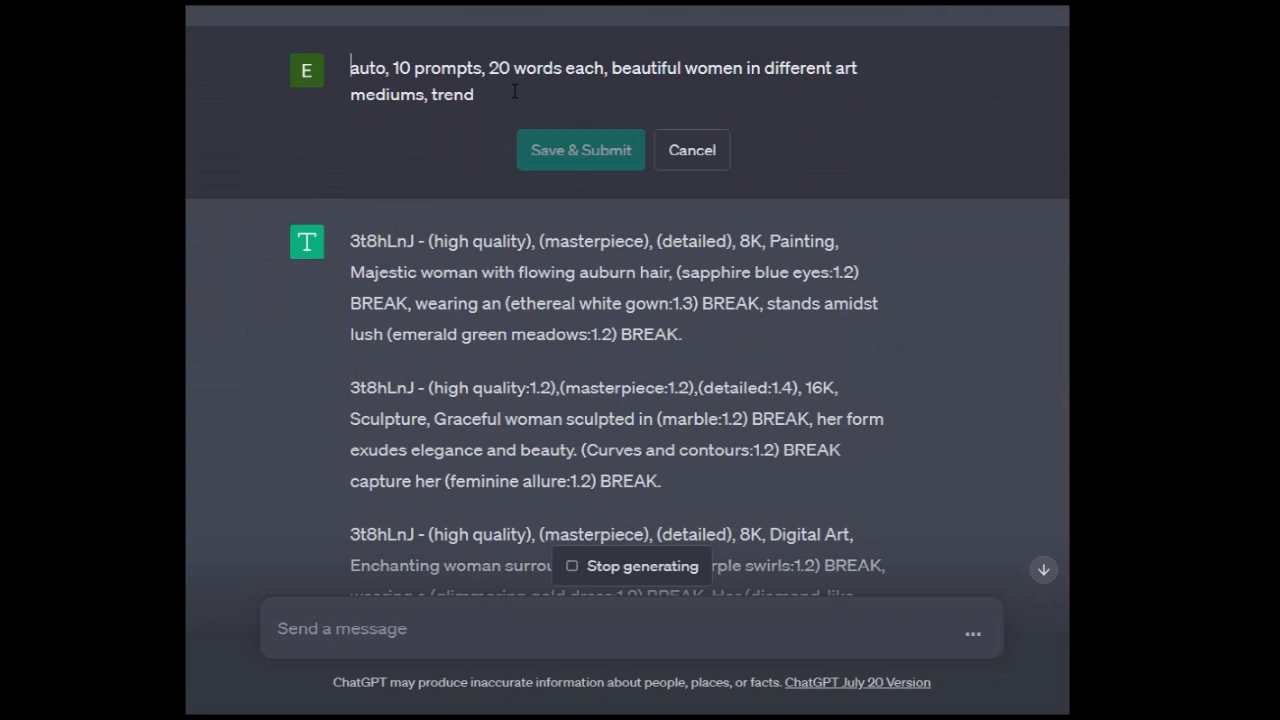 E
auto, 10 prompts, 20 words each, beautiful women in different art
mediums, trend
Save & Submit
Cancel
T
3t8hLnJ - (high quality), (masterpiece), (detailed), 8K, Painting,
Majestic woman with flowing auburn hair, (sapphire blue eyes:1.2)
BREAK, wearing an (ethereal white gown:1.3) BREAK, stands amidst
lush (emerald green meadows:1.2) BREAK.
3t8hLnJ - (high quality:1.2),(masterpiece:1.2),(detailed:1.4), 16K,
Sculpture, Graceful woman sculpted in (marble:1.2) BREAK, her form
exudes elegance and beauty. (Curves and contours:1.2) BREAK
capture her (feminine allure:1.2) BREAK.
3t8hLnJ - (high quality), (masterpiece), (detailed), 8K, Digital Art,
Enchanting woman swirls:1.2) BREAK,
Stop generating
Send a message
...
ChatGPT may produce inaccurate information about people, places, or facts. ChatGPT July 20 Version